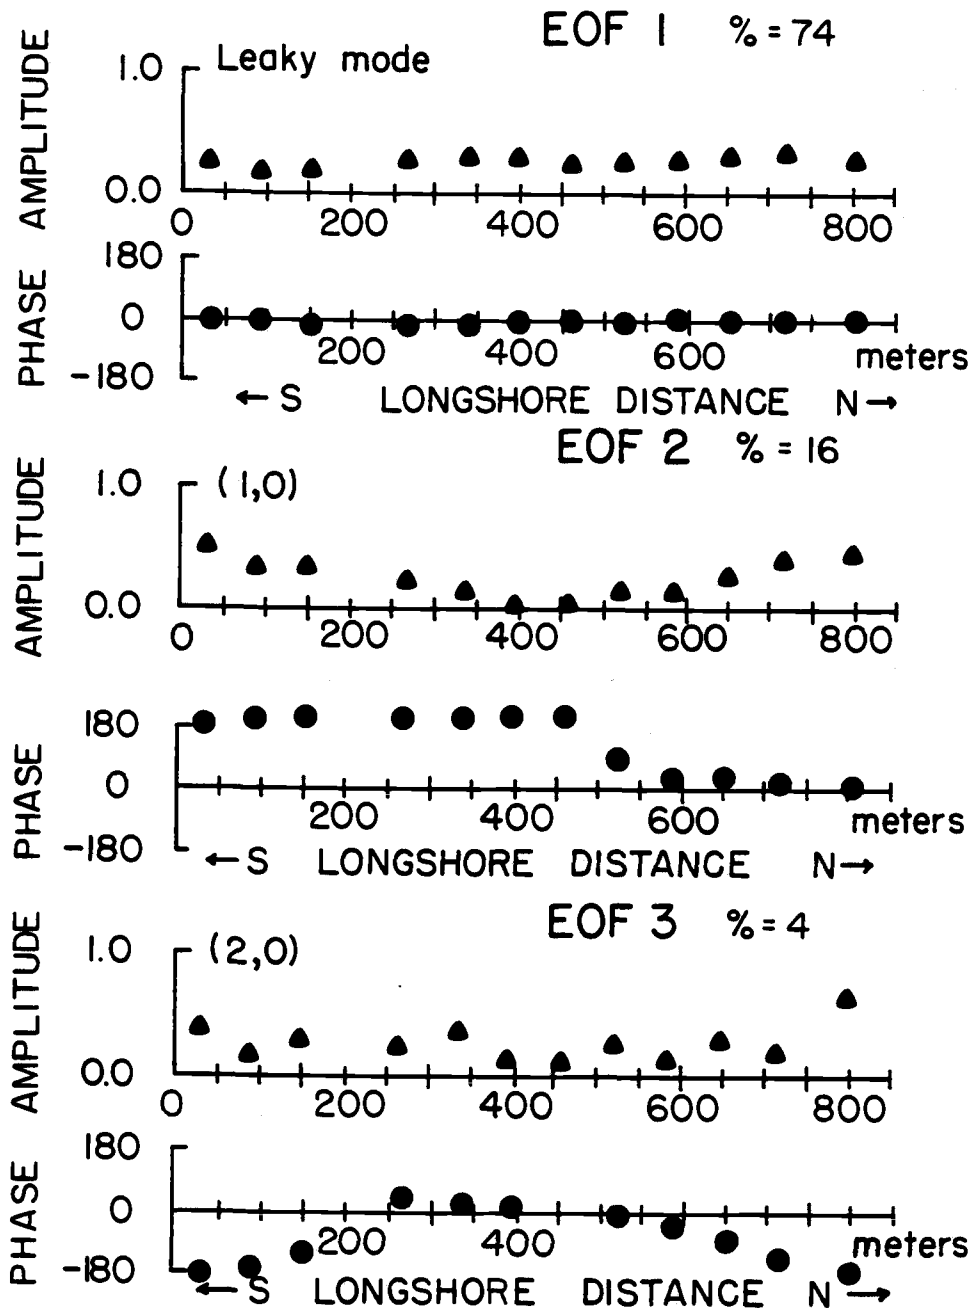 EOF 1 % = 74
Leaky mode
AMPLITUDE
1.0
0.0
0 200 400 600 800
PHASE
180
0
-180
200 400 600 meters
← S LONGSHORE DISTANCE N →
EOF 2 % = 16
(1,0)
AMPLITUDE
1.0
0.0
0 200 400 600 800
PHASE
180
0
-180
200 400 600 meters
← S LONGSHORE DISTANCE N →
EOF 3 % = 4
(2,0)
AMPLITUDE
1.0
0.0
0 200 400 600 800
PHASE
180
0
-180
200 400 meters
← S LONGSHORE DISTANCE N →